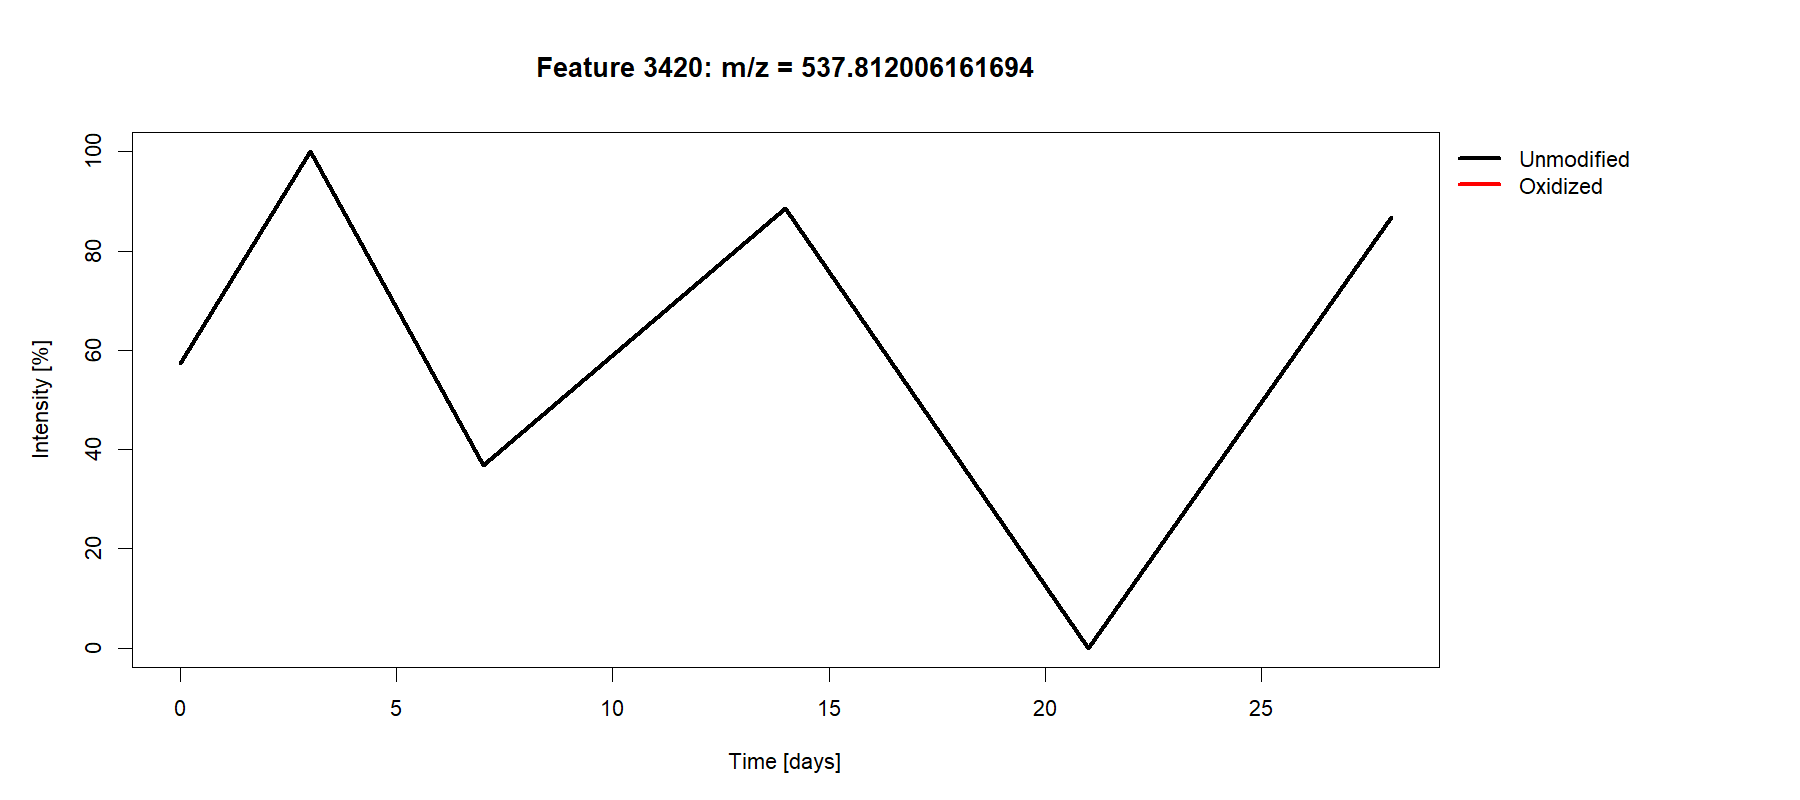 Feature 3420: m/z = 537.812006161694
Unmodified
Oxidized
Intensity [%]
100
80
60
40
20
0
0 5 10 15 20 25
Time [days]